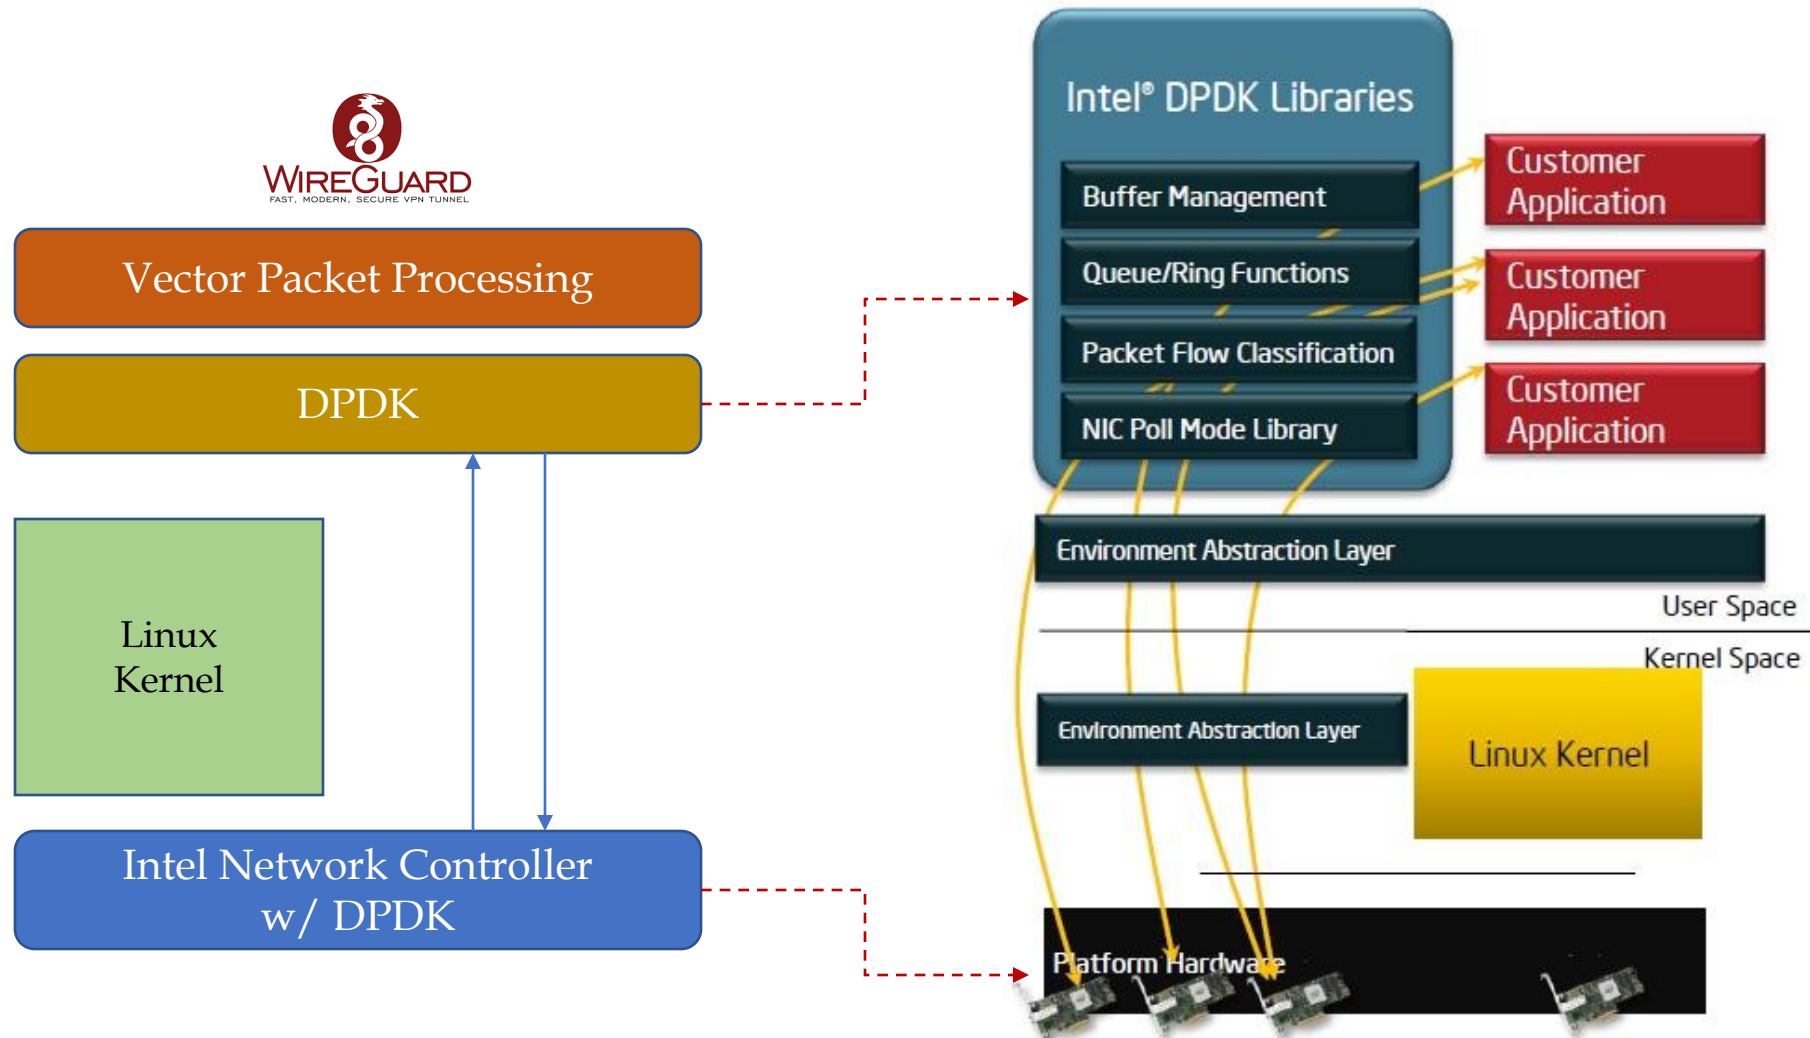 WIREGUARD
FAST, MODERN, SECURE VPN TUNNEL
Vector Packet Processing
DPDK
Linux
Kernel
Intel Network Controller
w/ DPDK
Intel® DPDK Libraries
Buffer Management
Queue/Ring Functions
Packet Flow Classification
NIC Poll Mode Library
Customer
Application
Customer
Application
Customer
Application
Environment Abstraction Layer
User Space
Kernel Space
Environment Abstraction Layer
Linux Kernel
Platform Hardware